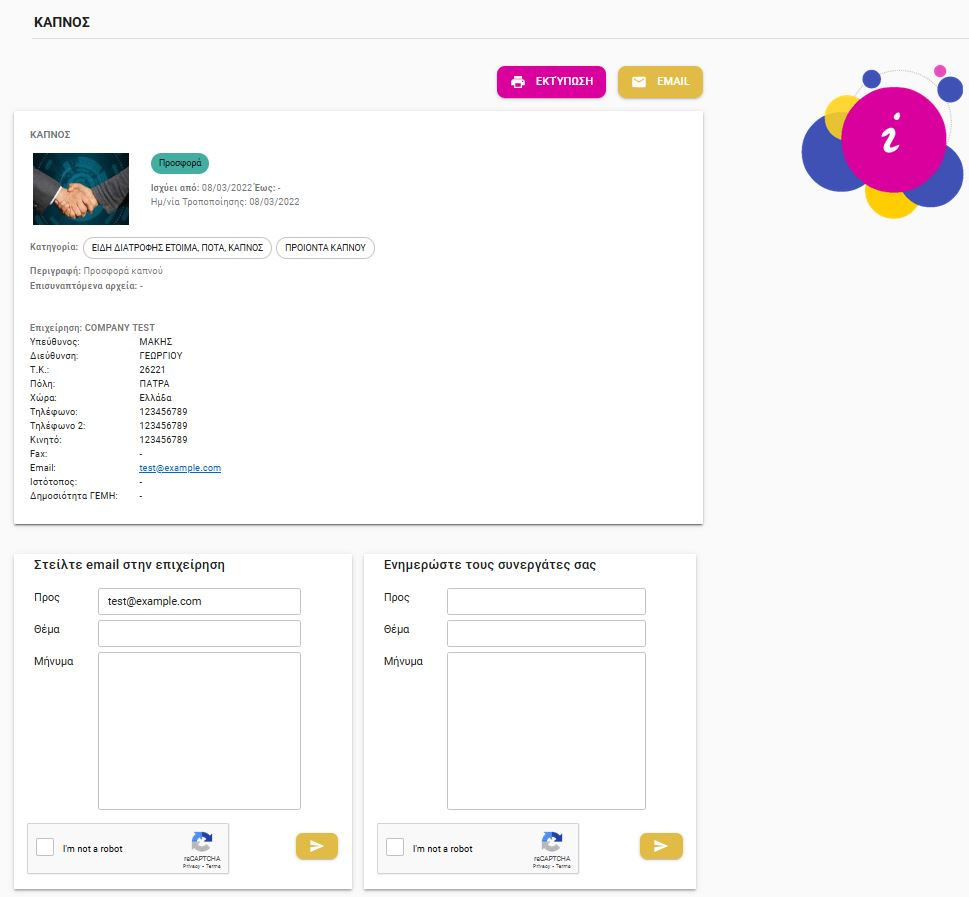 ΚΑΠΝΟΣ
ΕΚΤΥΠΩΣΗ
EMAIL
i
ΚΑΠΝΟΣ
Προσφορά
Ισχύει από: 08/03/2022 Έως: -
Ημ/νία Τροποποίησης: 08/03/2022
Κατηγορία: ΕΙΔΗ ΔΙΑΤΡΟΦΗΣ ΕΤΟΙΜΑ, ΠΟΤΑ, ΚΑΠΝΟΣ ΠΡΟΙΟΝΤΑ ΚΑΠΝΟΥ
Περιγραφή: Προσφορά καπνού
Επισυναπτόμενα αρχεία: -
Επιχείρηση: COMPANY TEST
Υπεύθυνος: ΜΑΚΗΣ
Διεύθυνση: ΓΕΩΡΓΙΟΥ
Τ.Κ.: 26221
Πόλη: ΠΑΤΡΑ
Χώρα: Ελλάδα
Τηλέφωνο: 123456789
Τηλέφωνο 2: 123456789
Κινητό: 123456789
Fax: -
Email: test@example.com
Ιστότοπος: -
Δημοσιότητα ΓΕΜΗ: -
Στείλτε email στην επιχείρηση
Προς test@example.com
Θέμα
Μήνυμα
I'm not a robot
reCAPTCHA
Privacy - Terms
Ενημερώστε τους συνεργάτες σας
Προς
Θέμα
Μήνυμα
I'm not a robot
reCAPTCHA
Privacy - Terms